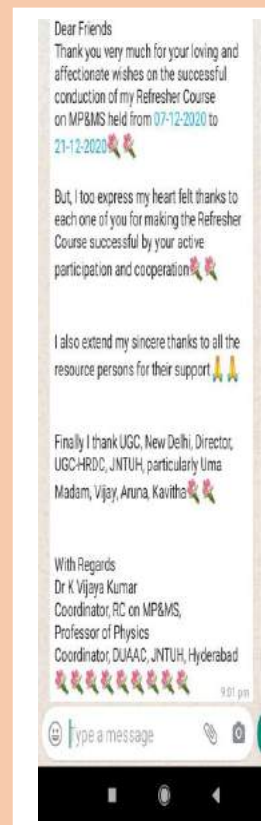 Dear Friends
Thank you very much for your loving and
affectionate wishes on the successful
conduction of my Refresher Course
on MP&MS held from 07-12-2020 to
21-12-2020
But, I too express my heart felt thanks to
each one of you for making the Refresher
Course successful by your active
participation and cooperation
I also extend my sincere thanks to all the
resource persons for their support
Finally I thank UGC, New Delhi, Director,
UGC-HRDC, JNTUH, particularly Uma
Madam, Vijay, Aruna, Kavitha
With Regards
Dr K Vijaya Kumar
Coordinator, RC on MP&MS,
Professor of Physics
Coordinator, DUAAC, JNTUH, Hyderabad
9:01 pm
Type a message